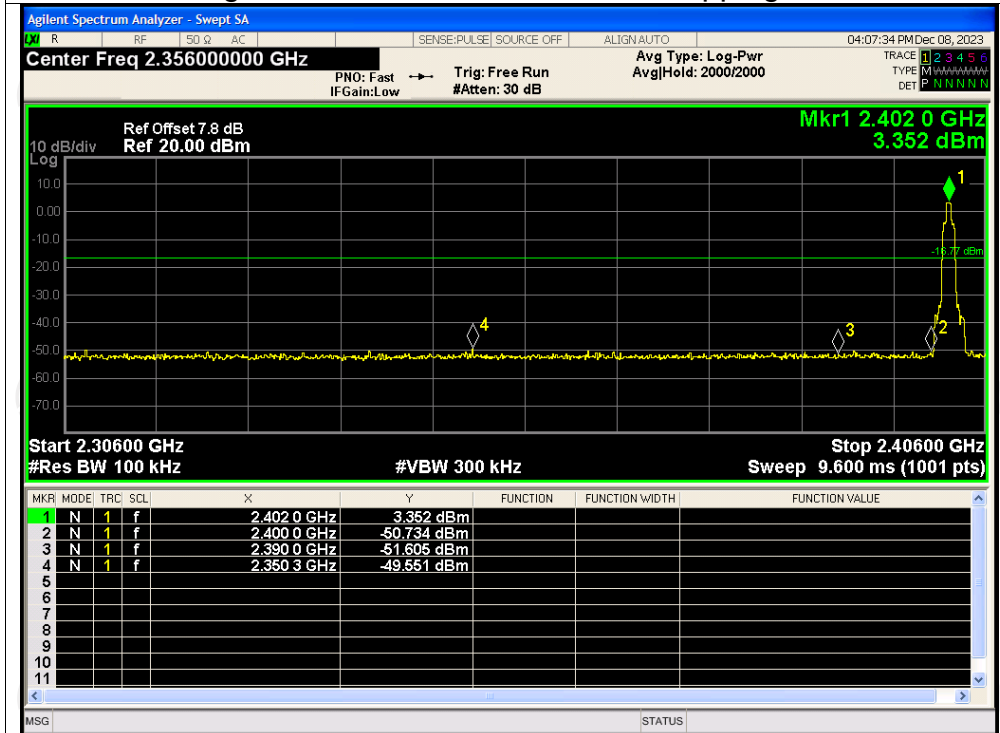 Agilent Spectrum Analyzer - Swept SA
LXI R RF 50 Ω AC SENSE:PULSE SOURCE OFF ALIGN AUTO 04:07:34 PM Dec 08, 2023
Center Freq 2.356000000 GHz
PNO: Fast
IFGain:Low
Trig: Free Run
#Atten: 30 dB
Avg Type: Log-Pwr
Avg|Hold: 2000/2000
TRACE 1 2 3 4 5 6
TYPE M
DET P N N N N N
Mkr1 2.402 0 GHz
3.352 dBm
Ref Offset 7.8 dB
10 dB/div Ref 20.00 dBm
Log
10.0
0.00
-10.0
-20.0
-30.0
-40.0
-50.0
-60.0
-70.0
1
-16.77 dBm
4
3
2
Start 2.30600 GHz Stop 2.40600 GHz
#Res BW 100 kHz #VBW 300 kHz Sweep 9.600 ms (1001 pts)
MKR MODE TRC SCL X Y FUNCTION FUNCTION WIDTH FUNCTION VALUE
1 N 1 f 2.402 0 GHz 3.352 dBm
2 N 1 f 2.400 0 GHz -50.734 dBm
3 N 1 f 2.390 0 GHz -51.605 dBm
4 N 1 f 2.350 3 GHz -49.551 dBm
5
6
7
8
9
10
11
MSG STATUS